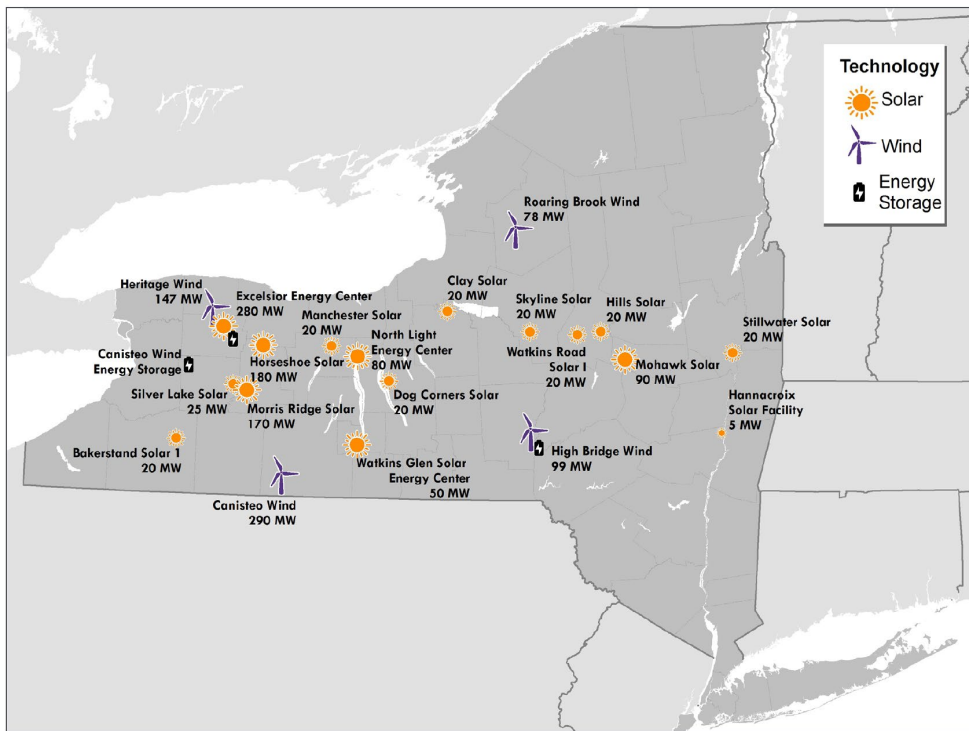 Technology
Solar
Wind
Energy
Storage
Roaring Brook Wind
78 MW
Heritage Wind
147 MW
Excelsior Energy Center
280 MW
Clay Solar
20 MW
Manchester Solar
20 MW
Skyline Solar
20 MW
Hills Solar
20 MW
North Light
Energy Center
80 MW
Stillwater Solar
20 MW
Canisteo Wind
Energy Storage
Horseshoe Solar
180 MW
Watkins Road
Solar I
20 MW
Mohawk Solar
90 MW
Silver Lake Solar
25 MW
Morris Ridge Solar
170 MW
Dog Corners Solar
20 MW
Hannacroix
Solar Facility
5 MW
Bakerstand Solar 1
20 MW
Watkins Glen Solar
Energy Center
50 MW
High Bridge Wind
99 MW
Canisteo Wind
290 MW